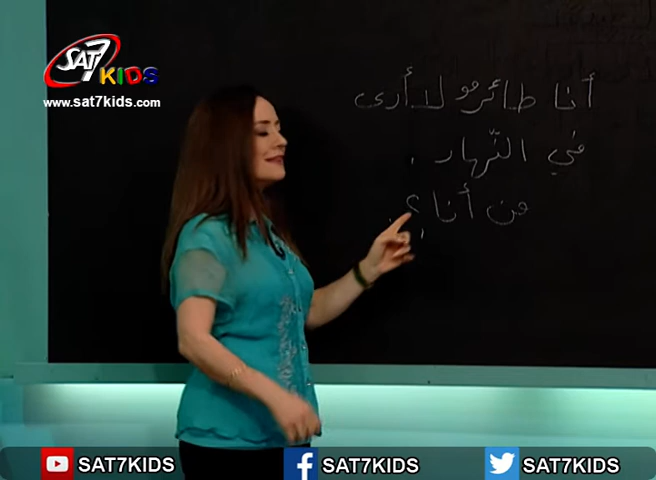 SAT7
KIDS
www.sat7kids.com
أنا طائرٌ لا أرى
في النّهار .
من أنا؟
SAT7KIDS
SAT7KIDS
SAT7KIDS